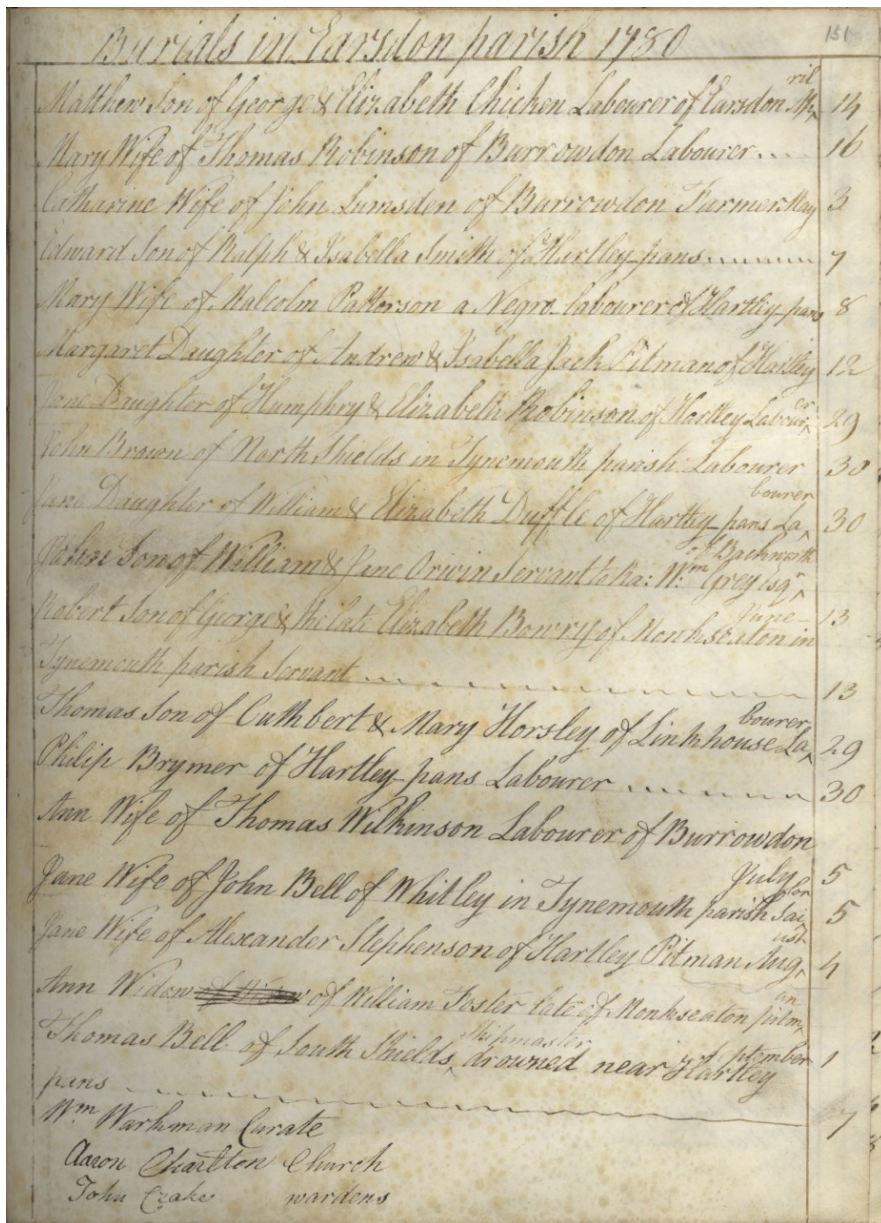 151
Burials in Earsdon parish 1780
Matthew Son of George & Elizabeth Chicken Labourer of Earsdon April 14
Mary Wife of Thomas Robinson of Burrowdon Labourer.... 16
Catharine Wife of John Lumsden of Burrowdon Farmer May 3
Edward Son of Ralph & Isabella Smith of Hartley-pans 7
Mary Wife of Malcolm Patterson a Negro labourer of Hartley-pans 8
Margaret Daughter of Andrew & Isabella Jack Pitman of Hartley 12
Jane Daughter of Humphry & Elizabeth Robinson of Hartley Labourer 29
John Brown of North Shields in Tynemouth parish Labourer 30
Jane Daughter of William & Elizabeth Duffle of Hartley-pans Labourer 30
Son of William & Jane Orwin Servant to Ra: Wm Grey Esqr of Backworth
June 13
Robert Son of George & the late Elizabeth Bowry of Monkseaton in
Tynemouth parish Servant 13
Thomas Son of Cuthbert & Mary Horsley of Linkhouse Labourer 29
Philip Brymer of Hartley-pans Labourer 30
Ann Wife of Thomas Wilkinson Labourer of Burrowdon
July 5
Jane Wife of John Bell of Whitley in Tynemouth parish Sailor 5
Jane Wife of Alexander Stephenson of Hartley Pitman August 4
Ann Widow of William Foster late of Monkseaton pitman
September 1
Thomas Bell of South Shields Shipmaster drowned near Hartley
pans 7
Wm Warkman Curate
Aaron Charlton Church
John Crake wardens